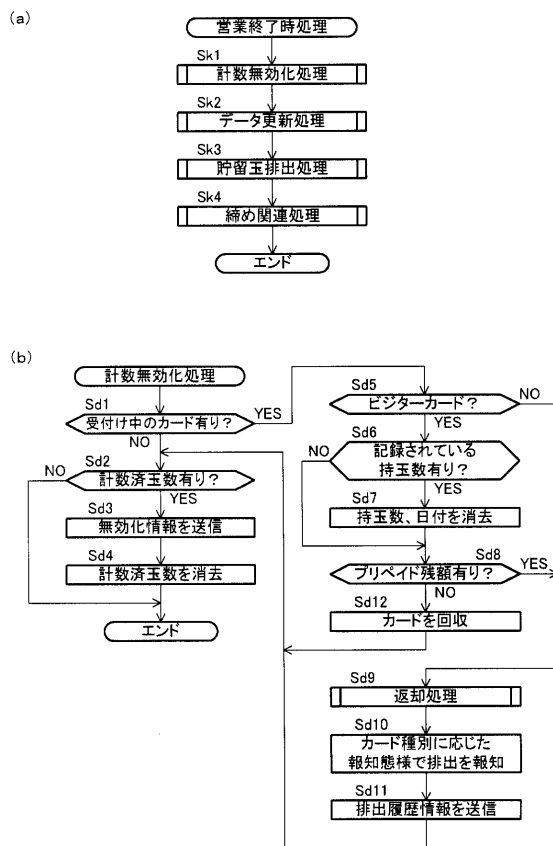 (a)
営業終了時処理
Sk1
計数無効化処理
Sk2
データ更新処理
Sk3
貯留玉排出処理
Sk4
締め関連処理
エンド
(b)
計数無効化処理
Sd1
受付け中のカード有り?
YES
NO
Sd2
NO
計数済玉数有り?
YES
Sd3
無効化情報を送信
Sd4
計数済玉数を消去
エンド
Sd5
ビジターカード?
NO
YES
Sd6
NO
記録されている
持玉数有り?
YES
Sd7
持玉数、日付を消去
Sd8
プリペイド残額有り?
YES
NO
Sd12
カードを回収
Sd9
返却処理
Sd10
カード種別に応じた
報知態様で排出を報知
Sd11
排出履歴情報を送信